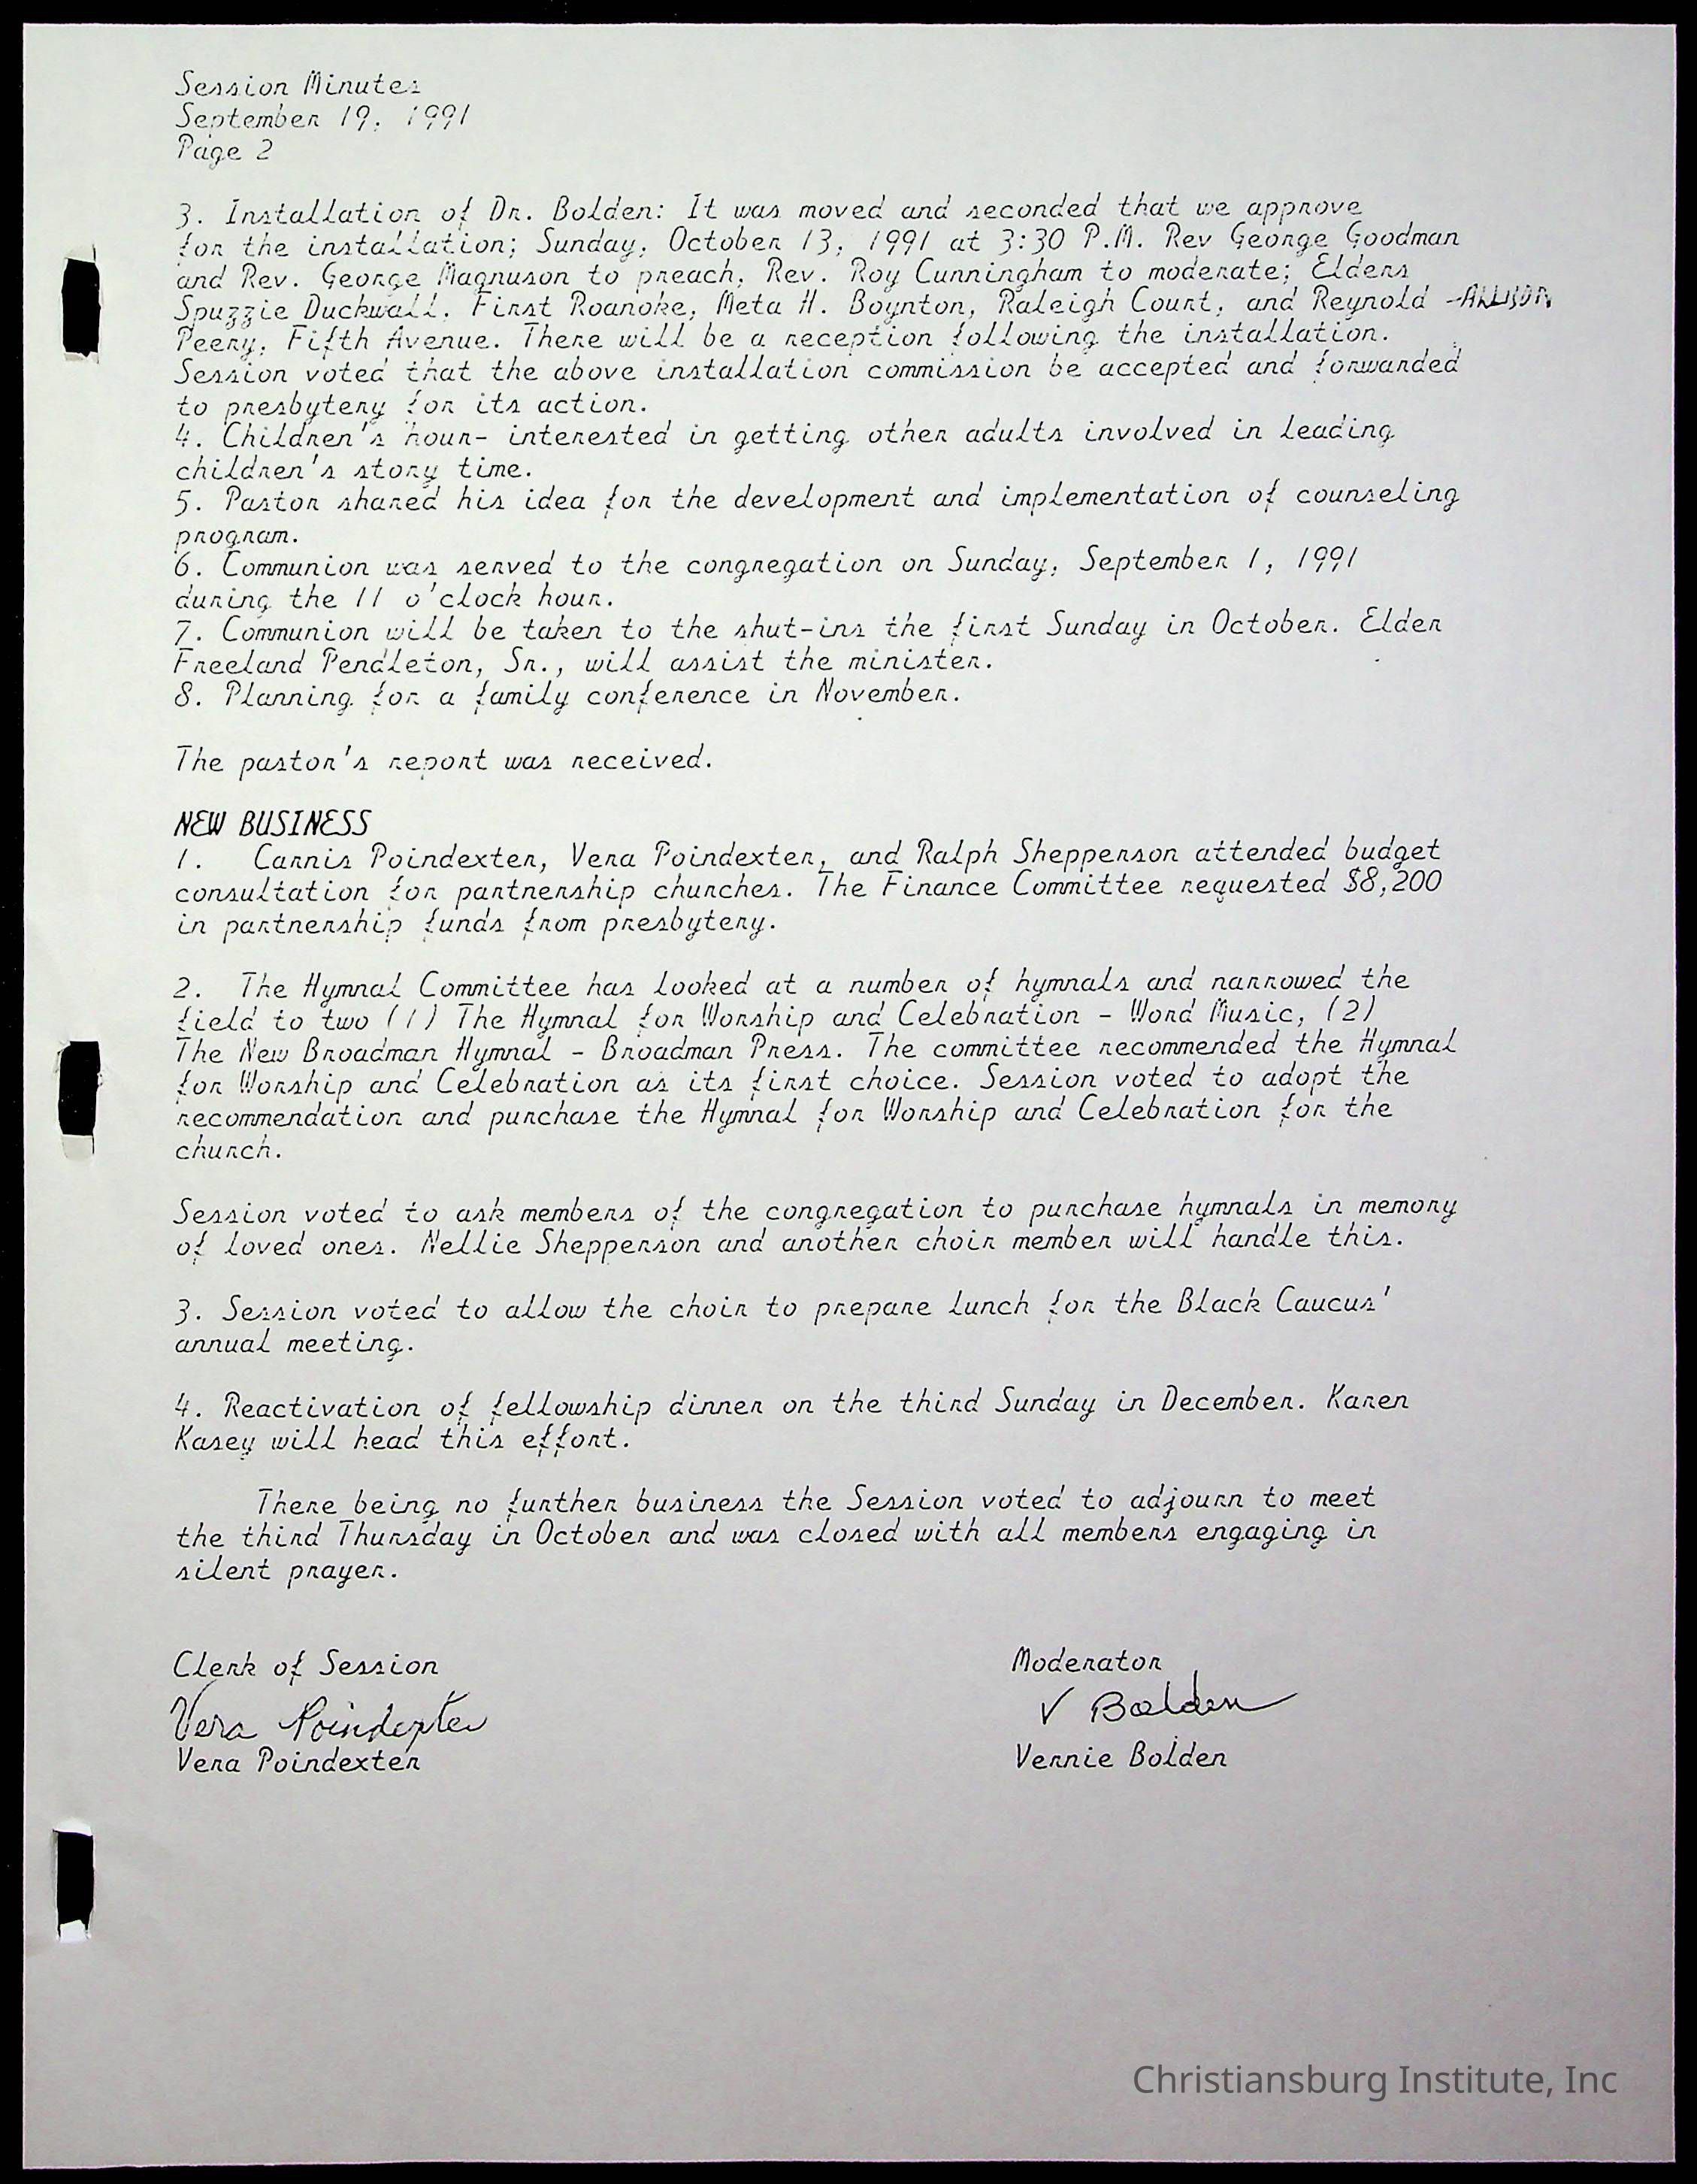 Session Minutes
September 19, 1991
Page 2
3. Installation of Dr. Bolden: It was moved and seconded that we approve
for the installation; Sunday, October 13, 1991 at 3:30 P.M. Rev George Goodman
and Rev. George Magnuson to preach, Rev. Roy Cunningham to moderate; Elders
Spuzzie Duckwall, First Roanoke, Meta H. Boynton, Raleigh Court, and Reynold -ALLISON
Peery, Fifth Avenue. There will be a reception following the installation.
Session voted that the above installation commission be accepted and forwarded
to presbytery for its action.
4. Children's hour- interested in getting other adults involved in leading
children's story time.
5. Pastor shared his idea for the development and implementation of counseling
program.
6. Communion was served to the congregation on Sunday, September 1, 1991
during the 11 o'clock hour.
7. Communion will be taken to the shut-ins the first Sunday in October. Elder
Freeland Pendleton, Sr., will assist the minister.
8. Planning for a family conference in November.
The pastor's report was received.
NEW BUSINESS
1. Carnis Poindexter, Vera Poindexter, and Ralph Shepperson attended budget
consultation for partnership churches. The Finance Committee requested $8,200
in partnership funds from presbytery.
2. The Hymnal Committee has looked at a number of hymnals and narrowed the
field to two (1) The Hymnal for Worship and Celebration - Word Music, (2)
The New Broadman Hymnal - Broadman Press. The committee recommended the Hymnal
for Worship and Celebration as its first choice. Session voted to adopt the
recommendation and purchase the Hymnal for Worship and Celebration for the
church.
Session voted to ask members of the congregation to purchase hymnals in memory
of loved ones. Nellie Shepperson and another choir member will handle this.
3. Session voted to allow the choir to prepare lunch for the Black Caucus'
annual meeting.
4. Reactivation of fellowship dinner on the third Sunday in December. Karen
Kasey will head this effort.
There being no further business the Session voted to adjourn to meet
the third Thursday in October and was closed with all members engaging in
silent prayer.
Clerk of Session Moderator
Vera Poindexter V Bolden
Vera Poindexter Vernie Bolden
Christiansburg Institute, Inc